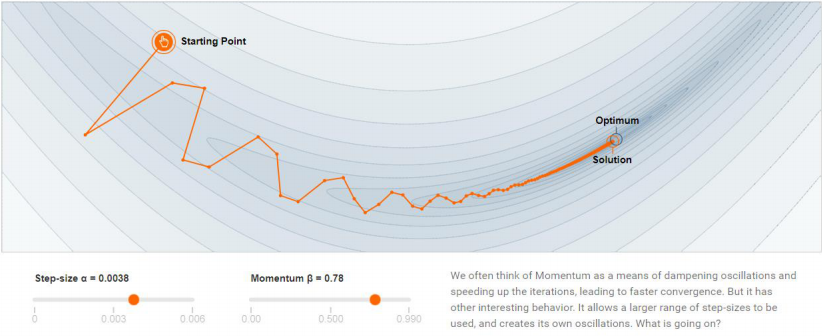 Starting Point
Optimum
Solution
Step-size α = 0.0038
0 0.003 0.006
Momentum β = 0.78
0.00 0.500 0.990
We often think of Momentum as a means of dampening oscillations and
speeding up the iterations, leading to faster convergence. But it has
other interesting behavior. It allows a larger range of step-sizes to be
used, and creates its own oscillations. What is going on?